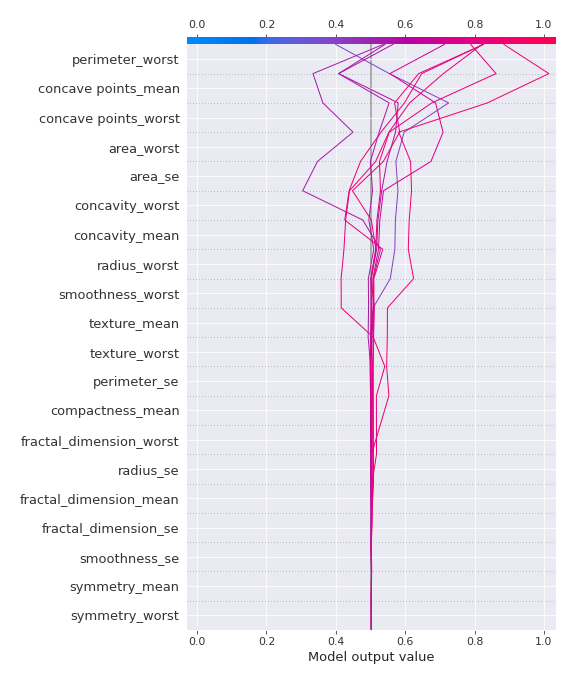 0.0 0.2 0.4 0.6 0.8 1.0
perimeter_worst
concave points_mean
concave points_worst
area_worst
area_se
concavity_worst
concavity_mean
radius_worst
smoothness_worst
texture_mean
texture_worst
perimeter_se
compactness_mean
fractal_dimension_worst
radius_se
fractal_dimension_mean
fractal_dimension_se
smoothness_se
symmetry_mean
symmetry_worst
0.0 0.2 0.4 0.6 0.8 1.0
Model output value